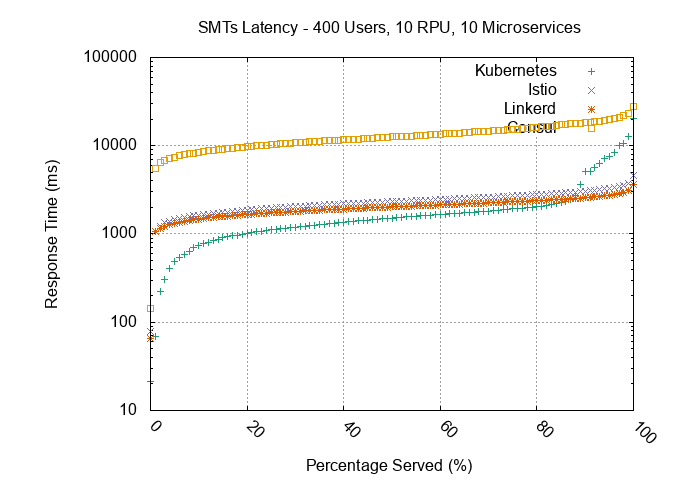 SMTs Latency - 400 Users, 10 RPU, 10 Microservices
100000
10000
1000
100
10
Response Time (ms)
Kubernetes
Istio
Linkerd
Consul
0
20
40
60
80
100
Percentage Served (%)